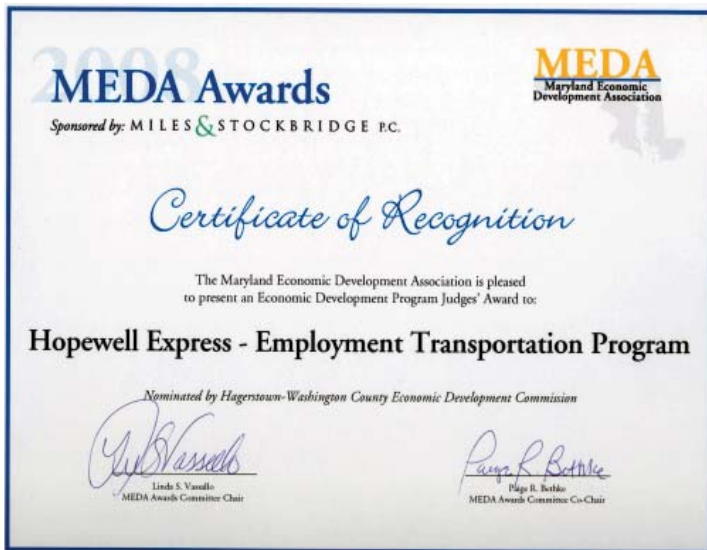 2008
MEDA Awards
Sponsored by: MILES & STOCKBRIDGE P.C.
MEDA
Maryland Economic
Development Association
Certificate of Recognition
The Maryland Economic Development Association is pleased
to present an Economic Development Program Judges' Award to:
Hopewell Express - Employment Transportation Program
Nominated by Hagerstown-Washington County Economic Development Commission
Linda S. Vassallo
MEDA Awards Committee Chair
Paige R. Bethke
MEDA Awards Committee Co-Chair